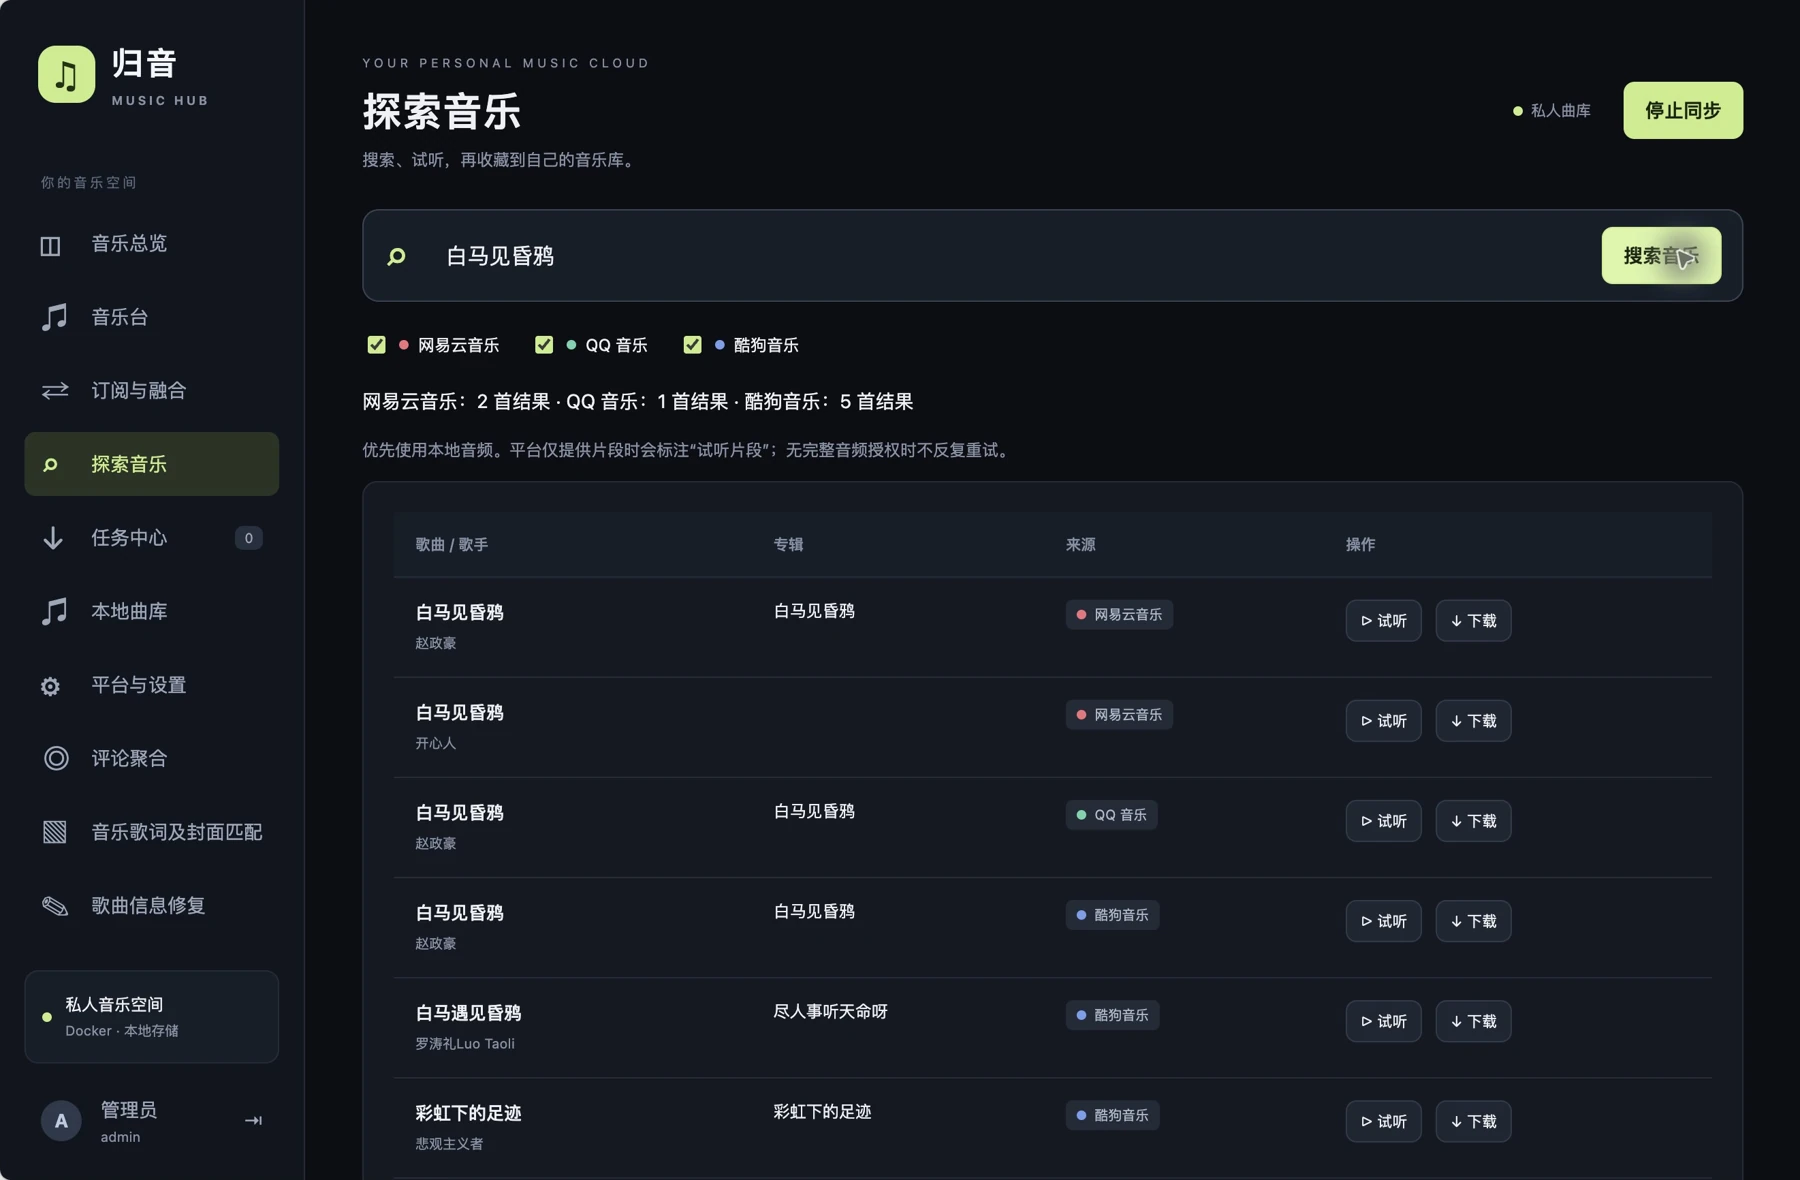 归音
MUSIC HUB
你的音乐空间
音乐总览
音乐台
订阅与融合
探索音乐
任务中心 0
本地曲库
平台与设置
评论聚合
音乐歌词及封面匹配
歌曲信息修复
私人音乐空间
Docker · 本地存储
A 管理员
admin
YOUR PERSONAL MUSIC CLOUD
探索音乐
搜索、试听，再收藏到自己的音乐库。
私人曲库 停止同步
白马见昏鸦 搜索音乐
网易云音乐 QQ 音乐 酷狗音乐
网易云音乐：2 首结果 · QQ 音乐：1 首结果 · 酷狗音乐：5 首结果
优先使用本地音频。平台仅提供片段时会标注“试听片段”；无完整音频授权时不反复重试。
歌曲 / 歌手 专辑 来源 操作
白马见昏鸦 白马见昏鸦 网易云音乐 试听 下载
赵政豪
白马见昏鸦 网易云音乐 试听 下载
开心人
白马见昏鸦 白马见昏鸦 QQ 音乐 试听 下载
赵政豪
白马见昏鸦 白马见昏鸦 酷狗音乐 试听 下载
赵政豪
白马遇见昏鸦 尽人事听天命呀 酷狗音乐 试听 下载
罗涛礼Luo Taoli
彩虹下的足迹 彩虹下的足迹 酷狗音乐 试听 下载
悲观主义者